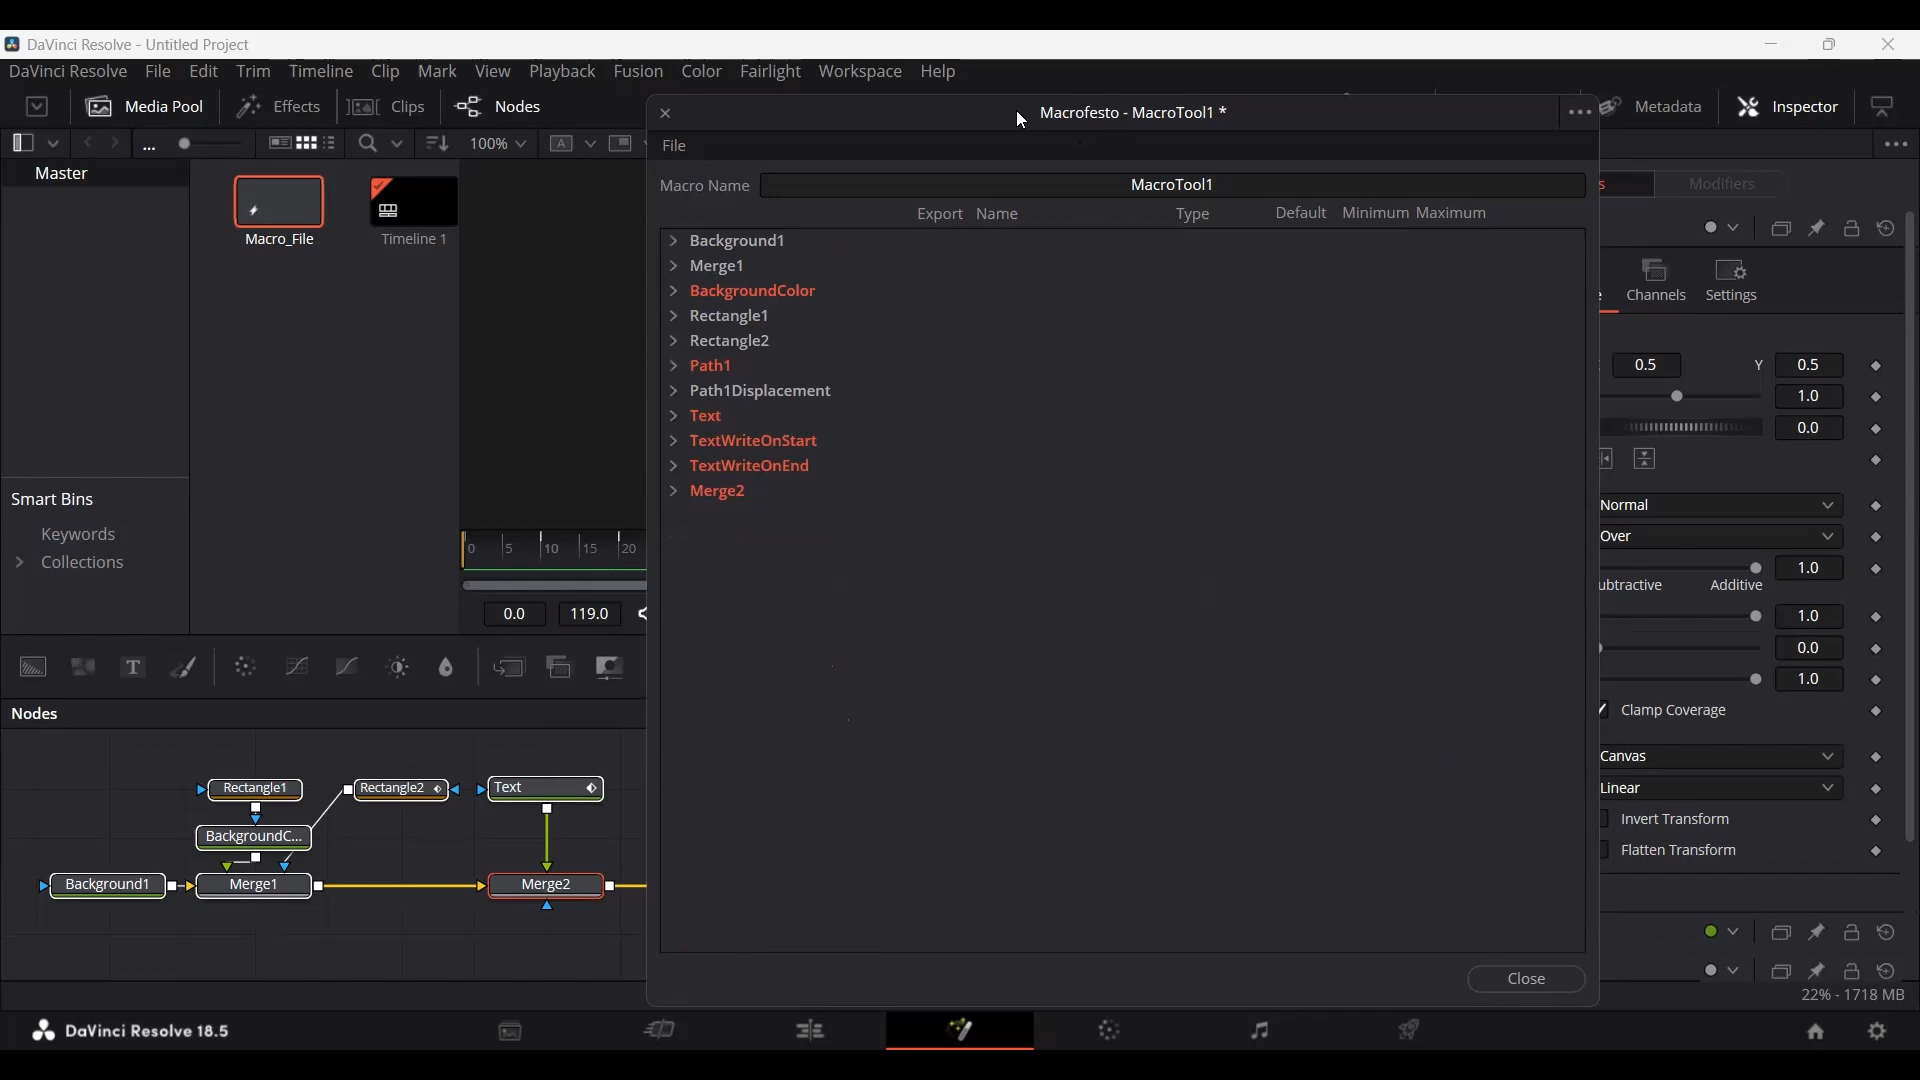 DaVinci Resolve - Untitled Project
DaVinci Resolve File Edit Trim Timeline Clip Mark View Playback Fusion Color Fairlight Workspace Help
Media Pool Effects Clips Nodes
Macrofesto - MacroTool1 *
Metadata Inspector
... 100% A
File
Master
Macro Name MacroTool1
s Modifiers
Export Name Type Default Minimum Maximum
Macro_File Timeline 1
Background1
Merge1
BackgroundColor
Rectangle1
Rectangle2
Path1
Path1Displacement
Text
TextWriteOnStart
TextWriteOnEnd
Merge2
Channels Settings
0.5 Y 0.5
1.0
0.0
Smart Bins
Keywords
Collections
Normal
Over
1.0
ubtractive Additive
1.0
0.0
1.0
Clamp Coverage
Canvas
Linear
Invert Transform
Flatten Transform
0 5 10 15 20
0.0 119.0
Nodes
Rectangle1 Rectangle2 Text
BackgroundC...
Background1 Merge1 Merge2
Close
22% - 1718 MB
DaVinci Resolve 18.5